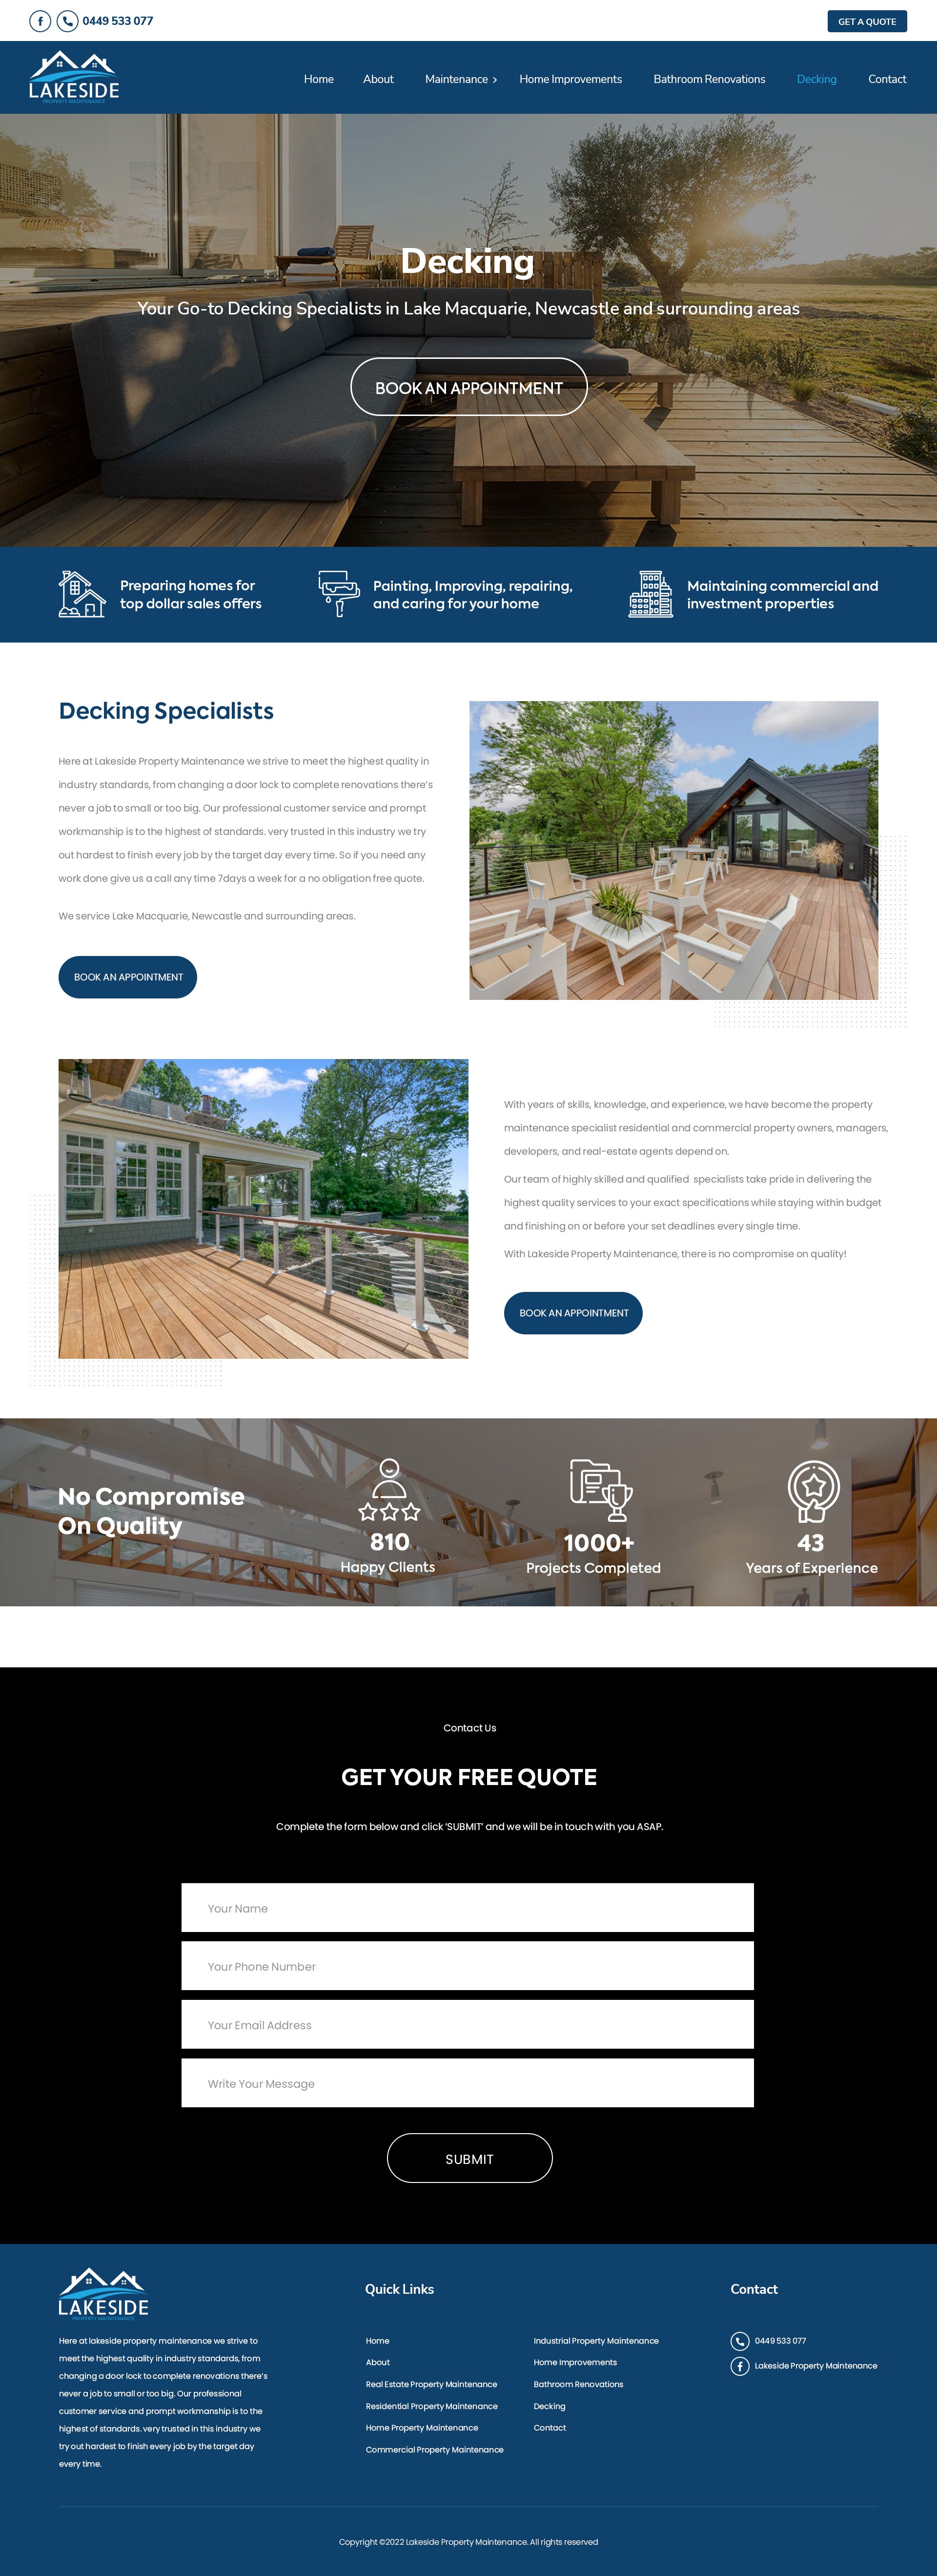 0449 533 077
GET A QUOTE
LAKESIDE
PROPERTY MAINTENANCE
Home About Maintenance Home Improvements Bathroom Renovations Decking Contact
Decking
Your Go-to Decking Specialists in Lake Macquarie, Newcastle and surrounding areas
BOOK AN APPOINTMENT
Preparing homes for
top dollar sales offers
Painting, Improving, repairing,
and caring for your home
Maintaining commercial and
investment properties
Decking Specialists
Here at Lakeside Property Maintenance we strive to meet the highest quality in
industry standards, from changing a door lock to complete renovations there's
never a job to small or too big. Our professional customer service and prompt
workmanship is to the highest of standards. very trusted in this industry we try
out hardest to finish every job by the target day every time. So if you need any
work done give us a call any time 7days a week for a no obligation free quote.
We service Lake Macquarie, Newcastle and surrounding areas.
BOOK AN APPOINTMENT
With years of skills, knowledge, and experience, we have become the property
maintenance specialist residential and commercial property owners, managers,
developers, and real-estate agents depend on.
Our team of highly skilled and qualified specialists take pride in delivering the
highest quality services to your exact specifications while staying within budget
and finishing on or before your set deadlines every single time.
With Lakeside Property Maintenance, there is no compromise on quality!
BOOK AN APPOINTMENT
No Compromise
On Quality
810
Happy Clients
1000+
Projects Completed
43
Years of Experience
Contact Us
GET YOUR FREE QUOTE
Complete the form below and click 'SUBMIT' and we will be in touch with you ASAP.
Your Name
Your Phone Number
Your Email Address
Write Your Message
SUBMIT
LAKESIDE
PROPERTY MAINTENANCE
Here at lakeside property maintenance we strive to
meet the highest quality in industry standards, from
changing a door lock to complete renovations there's
never a job to small or too big. Our professional
customer service and prompt workmanship is to the
highest of standards. very trusted in this industry we
try out hardest to finish every job by the target day
every time.
Quick Links
Home
About
Real Estate Property Maintenance
Residential Property Maintenance
Home Property Maintenance
Commercial Property Maintenance
Industrial Property Maintenance
Home Improvements
Bathroom Renovations
Decking
Contact
Contact
0449 533 077
Lakeside Property Maintenance
Copyright ©2022 Lakeside Property Maintenance. All rights reserved